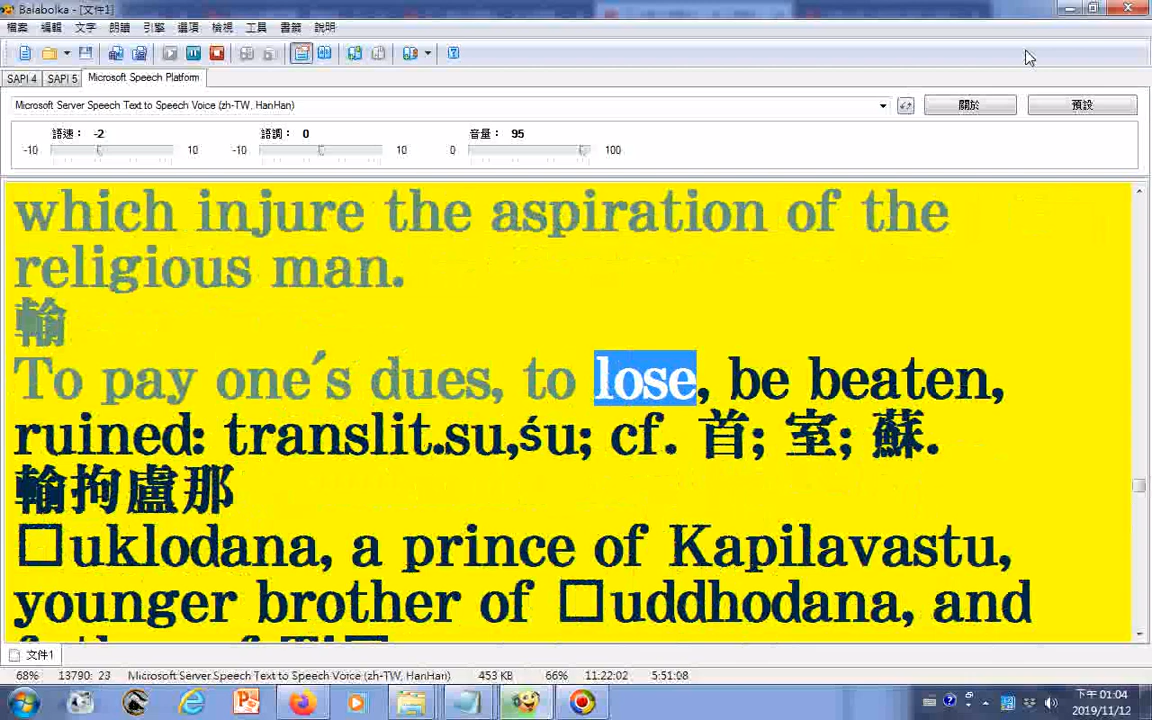 Balabolka - [文件1]
檔案 編輯 文字 朗讀 引擎 選項 檢視 工具 書籤 說明
SAPI 4 SAPI 5 Microsoft Speech Platform
Microsoft Server Speech Text to Speech Voice (zh-TW, HanHan) 關於 預設
語速： -2 語調： 0 音量： 95
-10 10 -10 10 0 100
which injure the aspiration of the
religious man.
輸
To pay one′s dues, to lose, be beaten,
ruined: translit.su,śu; cf. 首; 室; 蘇.
輸拘盧那
□uklodana, a prince of Kapilavastu,
younger brother of □uddhodana, and
文件1
68% 13790: 23 Microsoft Server Speech Text to Speech Voice (zh-TW, HanHan) 453 KB 66% 11:22:02 5:51:08
下午 01:04
2019/11/12